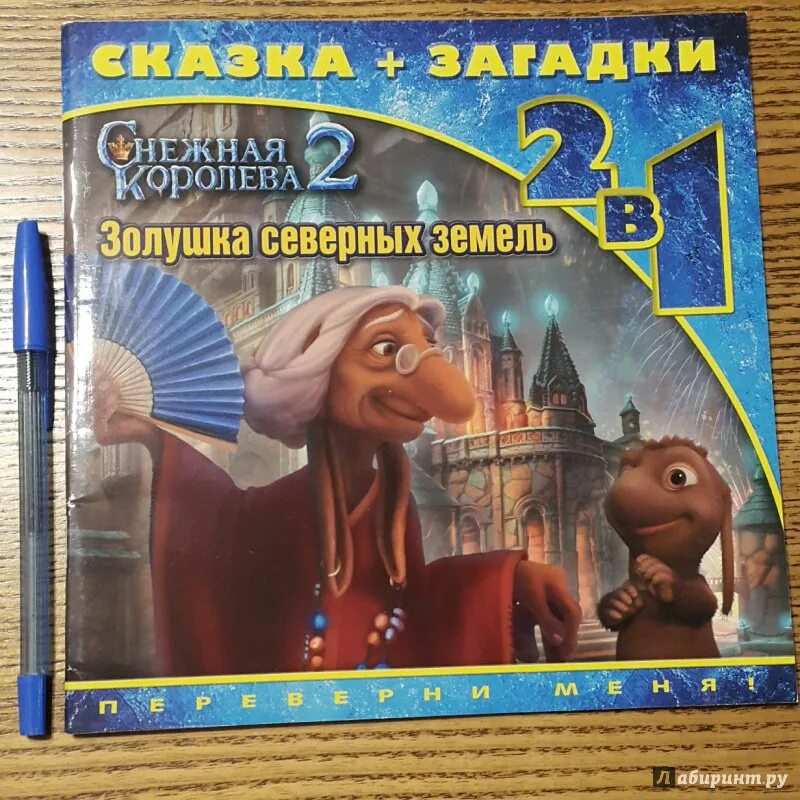 СКАЗКА + ЗАГАДКИ
2 в 1
СНЕЖНАЯ
КОРОЛЕВА 2
Золушка северных земель
ПЕРЕВЕРНИ МЕНЯ!
Лабиринт.ру